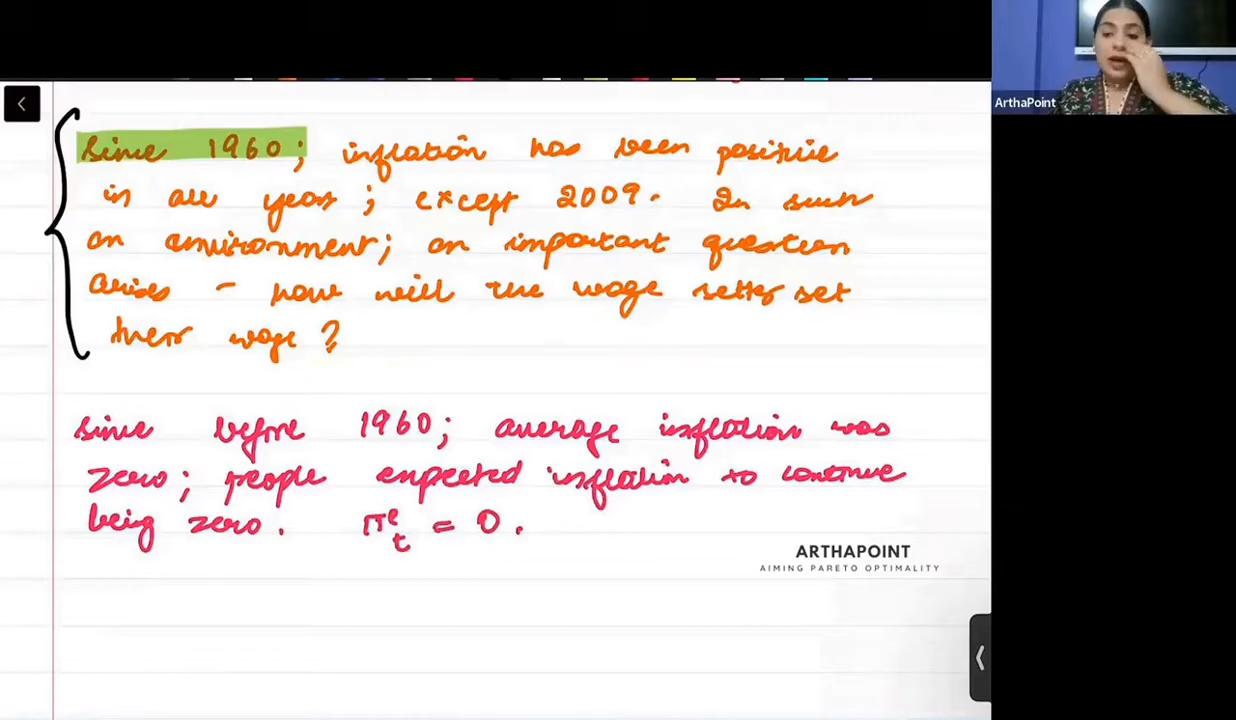 Since 1960; inflation has been positive
in all years; except 2009. In such
an environment; an important question
arises - how will the wage setters set
their wage?
ArthaPoint
since before 1960; average inflation was
zero; people expected inflation to continue
being zero. πᵉₜ = 0.
ARTHAPOINT
AIMING PARETO OPTIMALITY